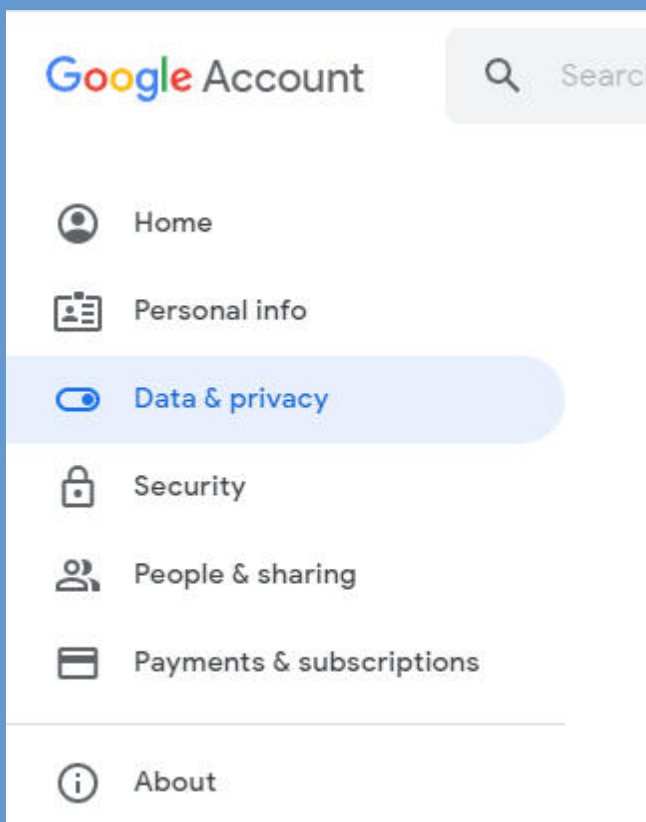 Google Account
Home
Personal info
Data & privacy
Security
People & sharing
Payments & subscriptions
About